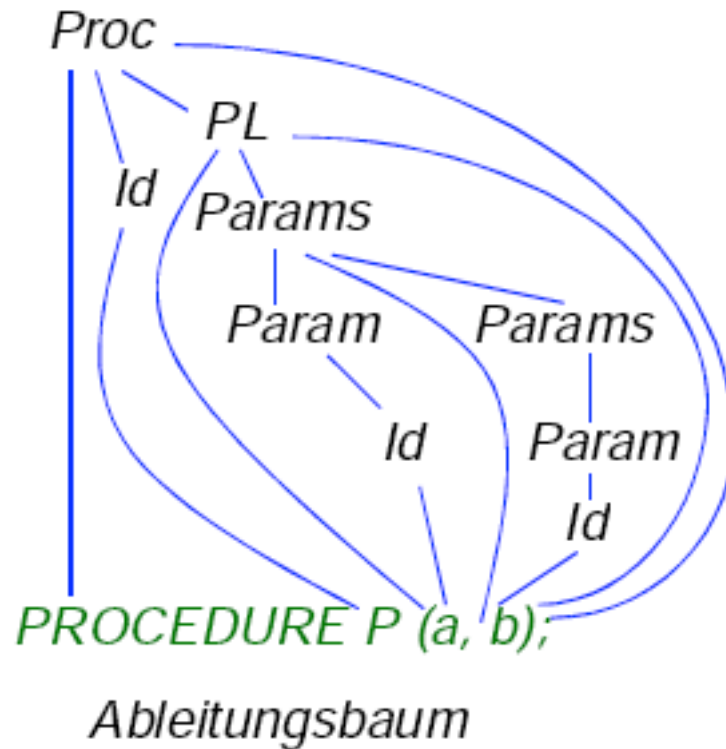 Proc
PL
Id
Params
Param Params
Id Param
Id
PROCEDURE P (a, b);
Ableitungsbaum